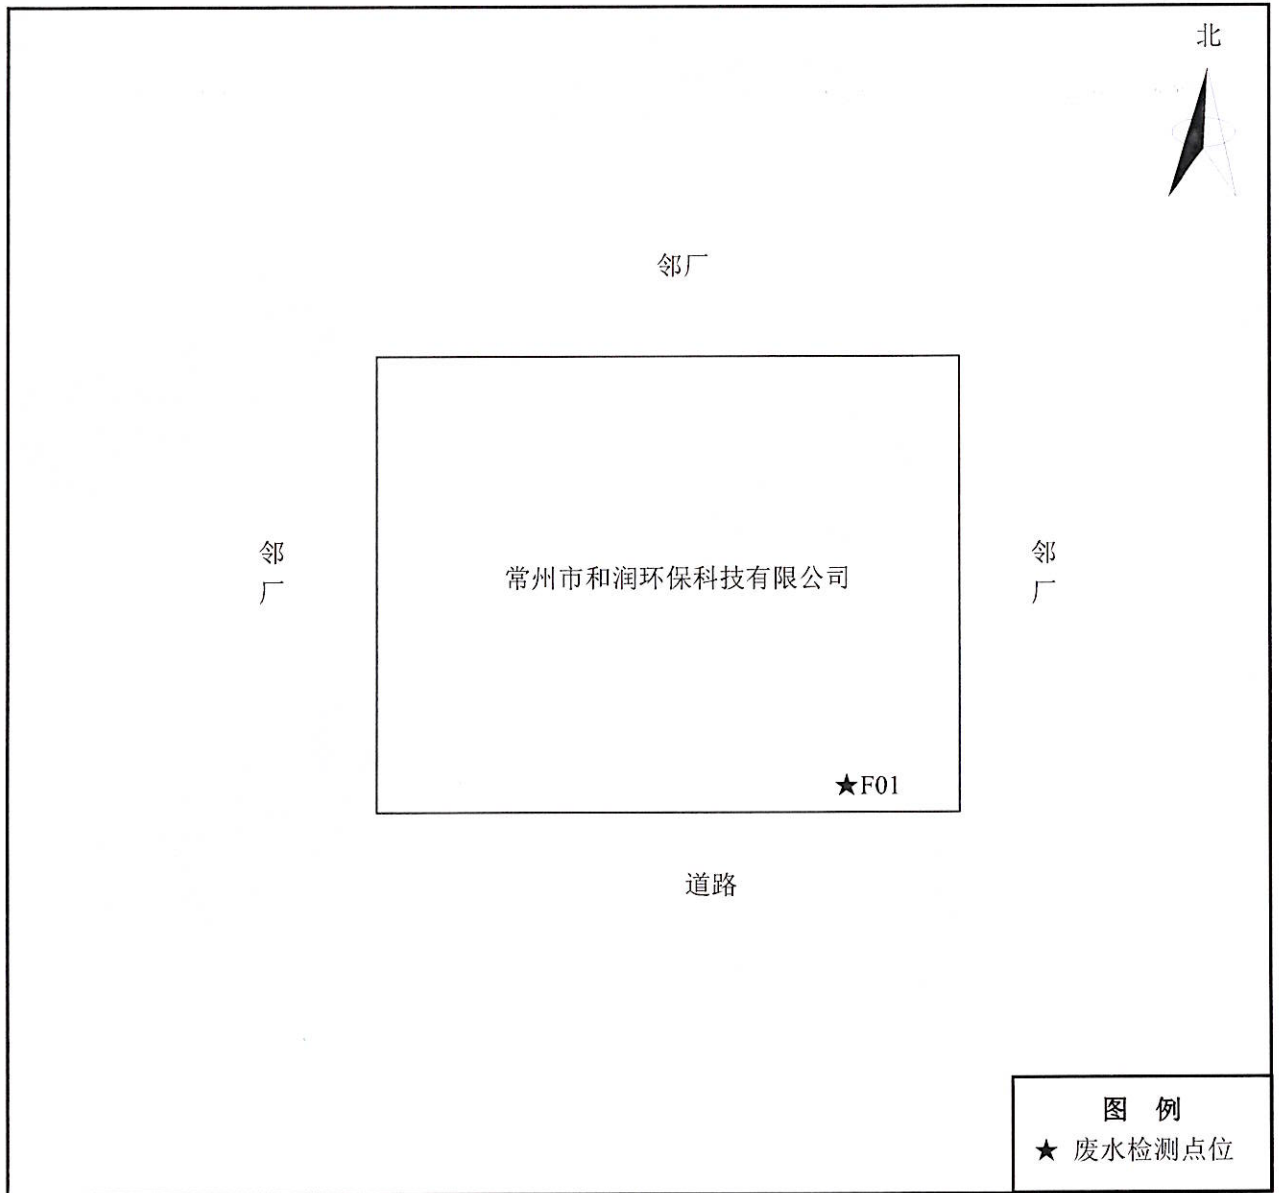 北
邻厂
邻
厂
常州市和润环保科技有限公司
邻
厂
★F01
道路
图 例
★ 废水检测点位